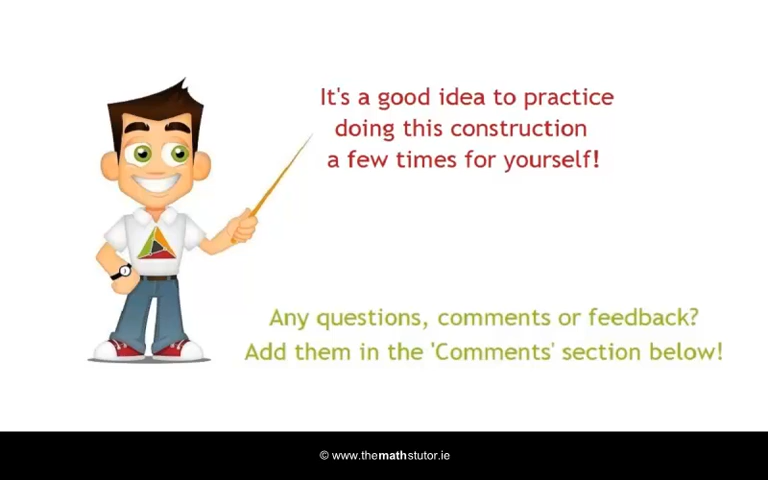 It's a good idea to practice
doing this construction
a few times for yourself!
Any questions, comments or feedback?
Add them in the 'Comments' section below!
© www.themathstutor.ie